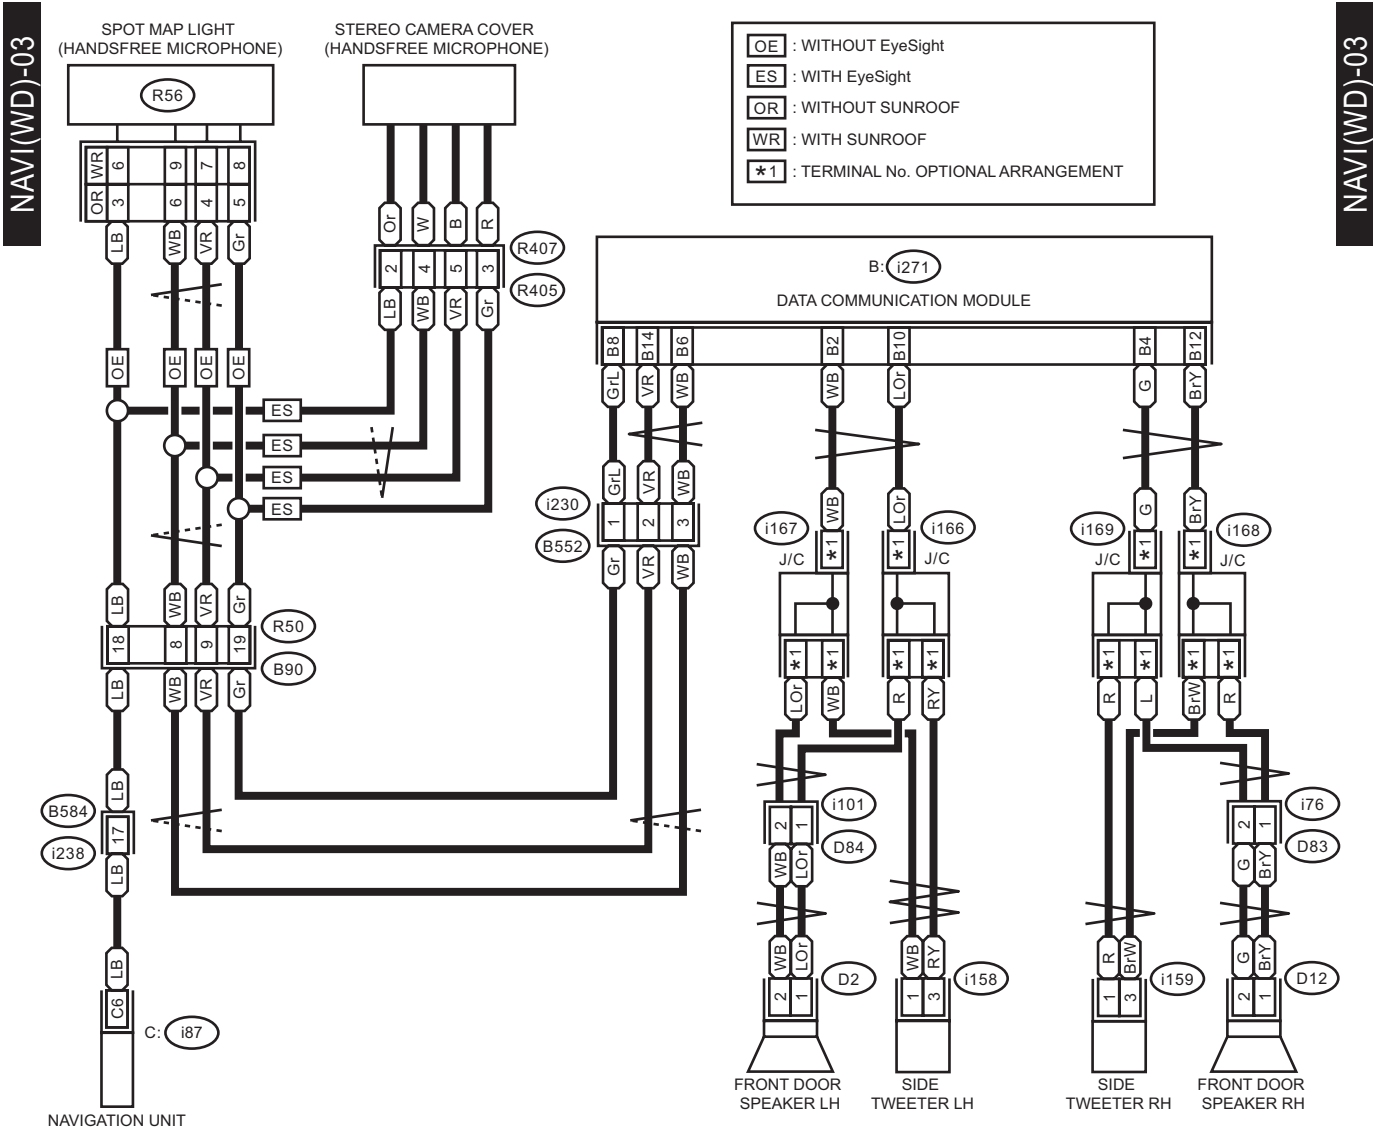 NAVI(WD)-03
NAVI(WD)-03
SPOT MAP LIGHT
(HANDSFREE MICROPHONE)
STEREO CAMERA COVER
(HANDSFREE MICROPHONE)
OE : WITHOUT EyeSight
ES : WITH EyeSight
OR : WITHOUT SUNROOF
WR : WITH SUNROOF
*1 : TERMINAL No. OPTIONAL ARRANGEMENT
R56
WR 6 9 7 8
OR 3 6 4 5
LB WB VR Gr
Or W B R
R407
2 4 5 3
R405
LB WB VR Gr
B: i271
DATA COMMUNICATION MODULE
B8 B14 B6 B2 B10 B4 B12
GrL VR WB WB LOr G BrY
OE OE OE OE
ES
ES
ES
ES
GrL VR WB WB LOr G BrY
i230
1 2 3
B552
Gr VR WB
i167 *1 *1 i166 i169 *1 *1 i168
J/C J/C J/C J/C
LB WB VR Gr
R50
18 8 9 19
B90
LB WB VR Gr
*1 *1 *1 *1 *1 *1 *1 *1
LOr WB R RY R L BrW R
LB
B584
17
i238
LB
i101
2 1
D84
WB LOr
i76
2 1
D83
G BrY
LB
C6
C: i87
WB LOr WB RY R BrW G BrY
2 1 D2 1 3 i158 1 3 i159 2 1 D12
FRONT DOOR
SPEAKER LH
SIDE
TWEETER LH
SIDE
TWEETER RH
FRONT DOOR
SPEAKER RH
NAVIGATION UNIT